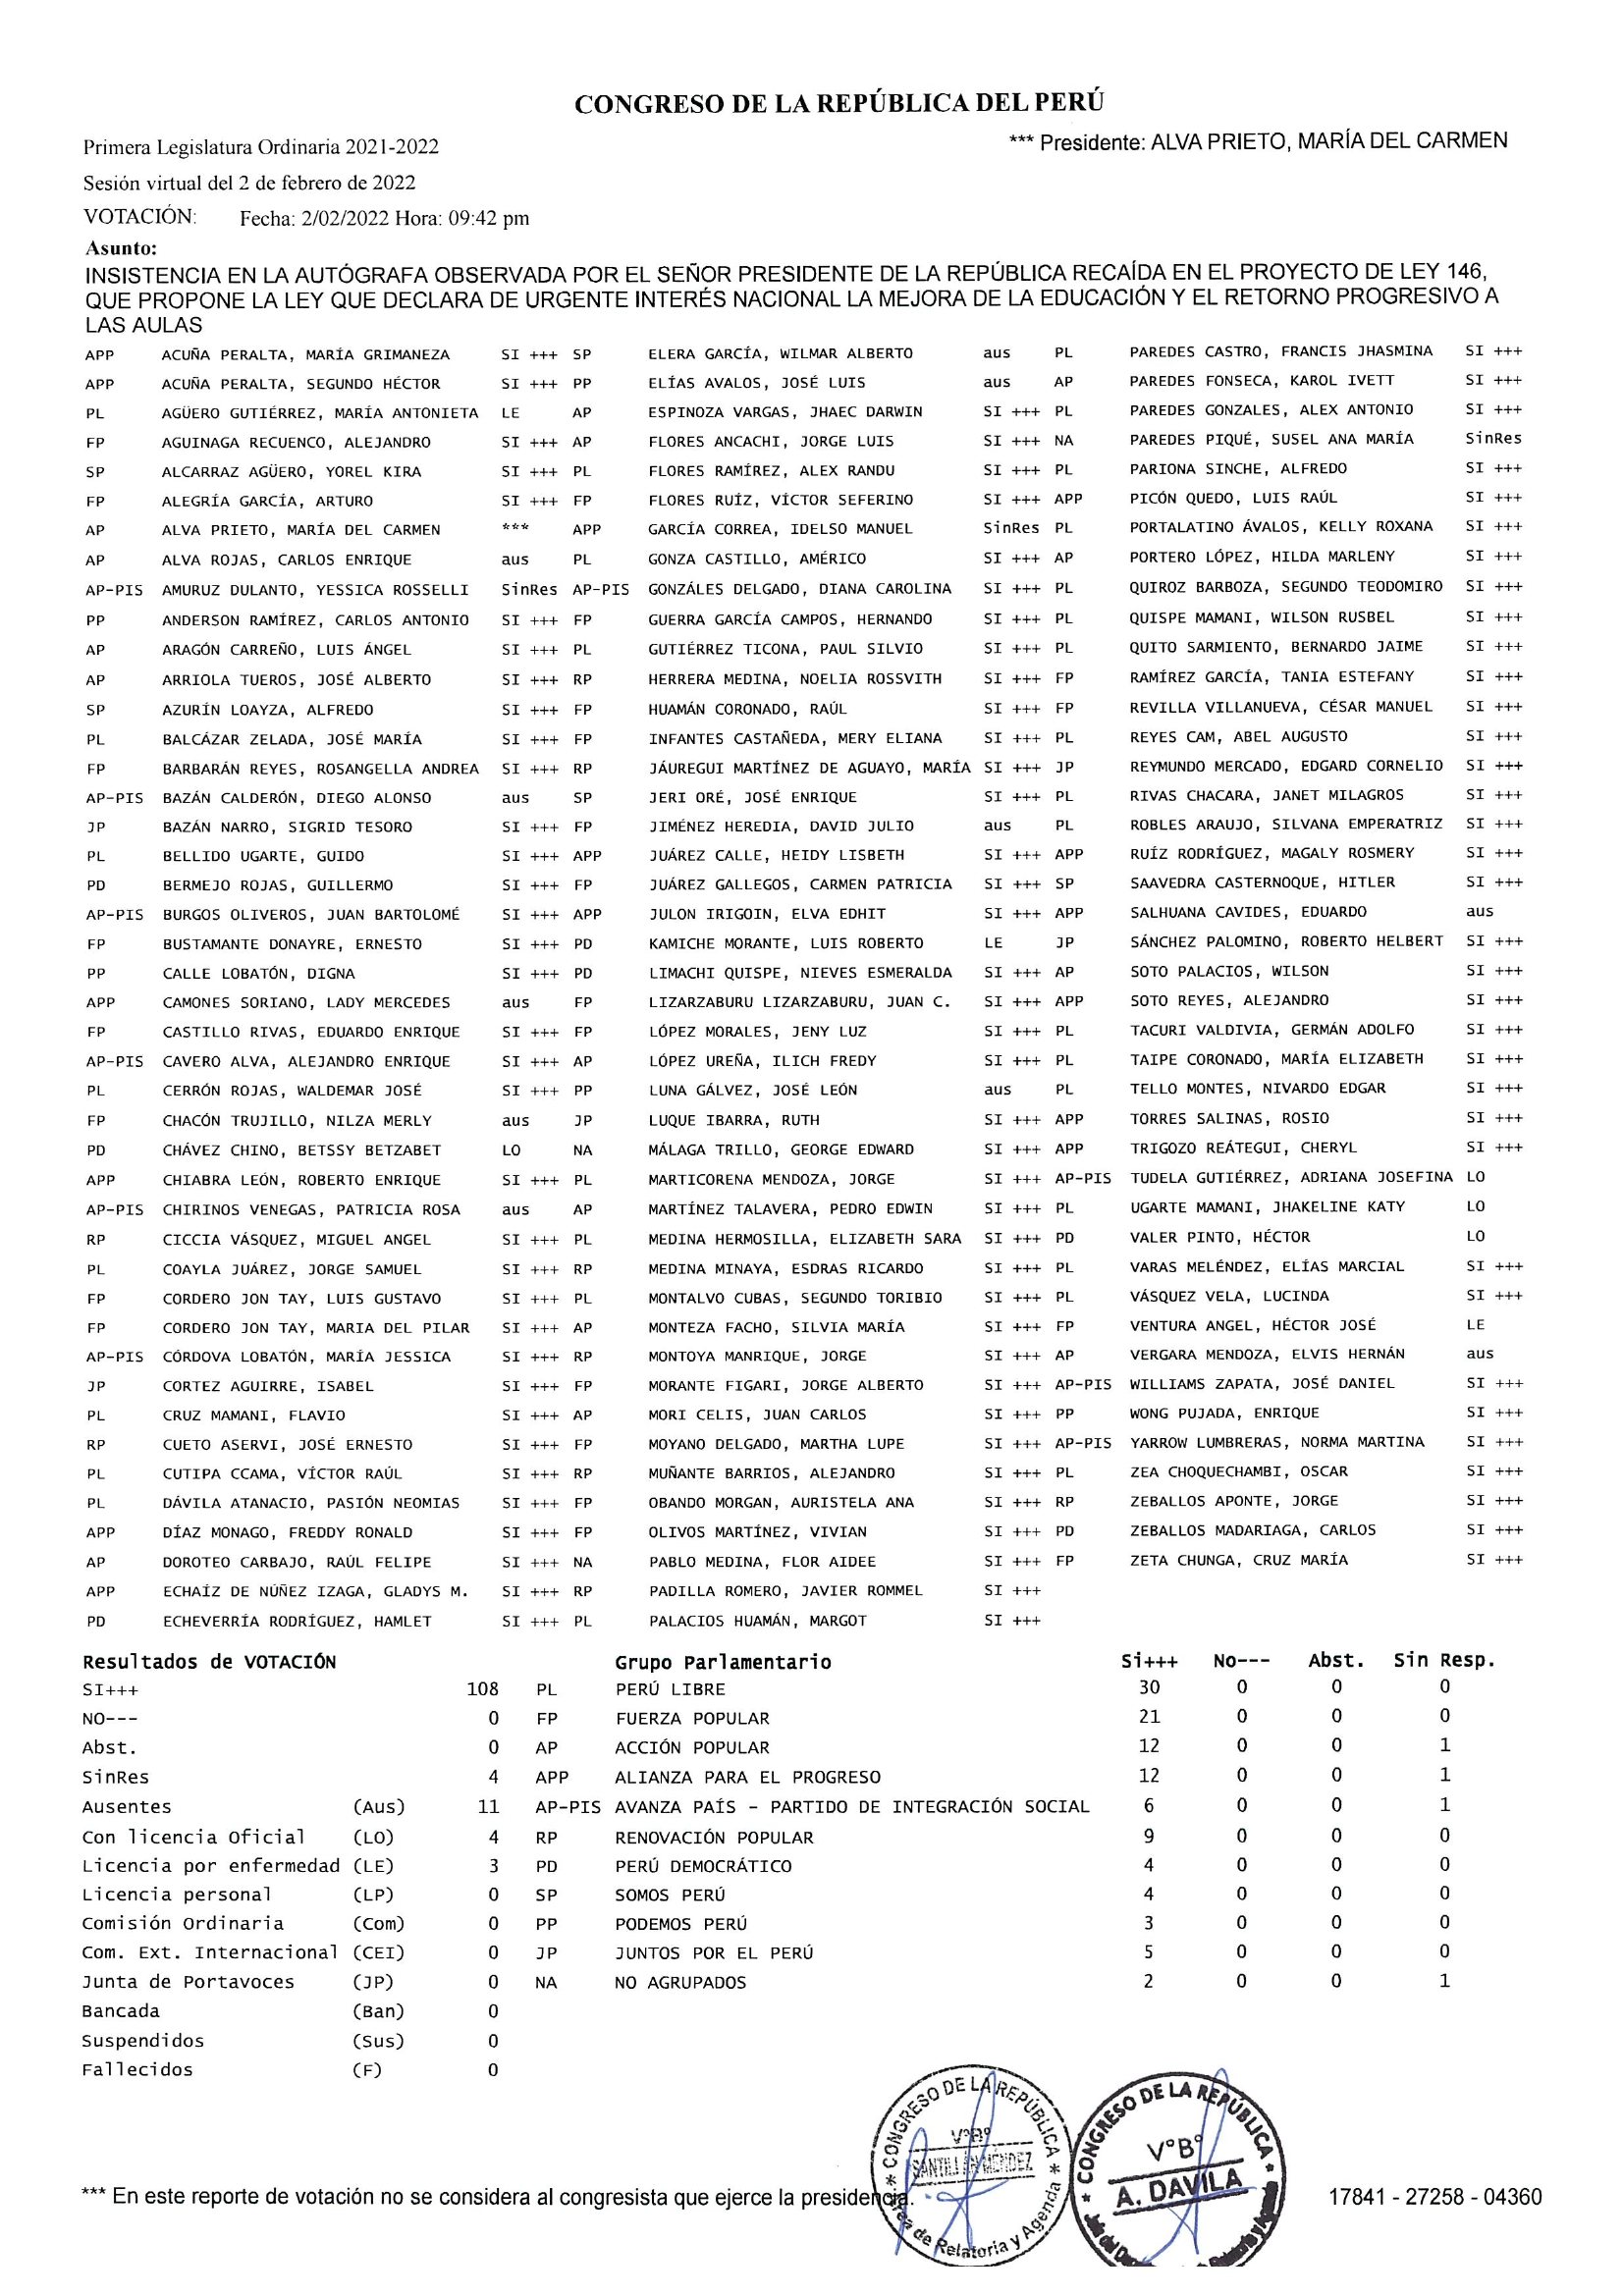 CONGRESO DE LA REPÚBLICA DEL PERÚ
Primera Legislatura Ordinaria 2021-2022
*** Presidente: ALVA PRIETO, MARÍA DEL CARMEN
Sesión virtual del 2 de febrero de 2022
VOTACIÓN: Fecha: 2/02/2022 Hora: 09:42 pm
Asunto:
INSISTENCIA EN LA AUTÓGRAFA OBSERVADA POR EL SEÑOR PRESIDENTE DE LA REPÚBLICA RECAÍDA EN EL PROYECTO DE LEY 146,
QUE PROPONE LA LEY QUE DECLARA DE URGENTE INTERÉS NACIONAL LA MEJORA DE LA EDUCACIÓN Y EL RETORNO PROGRESIVO A
LAS AULAS
APP ACUÑA PERALTA, MARÍA GRIMANEZA SI +++ SP ELERA GARCÍA, WILMAR ALBERTO aus PL PAREDES CASTRO, FRANCIS JHASMINA SI +++
APP ACUÑA PERALTA, SEGUNDO HÉCTOR SI +++ PP ELÍAS AVALOS, JOSÉ LUIS aus AP PAREDES FONSECA, KAROL IVETT SI +++
PL AGÜERO GUTIÉRREZ, MARÍA ANTONIETA LE AP ESPINOZA VARGAS, JHAEC DARWIN SI +++ PL PAREDES GONZALES, ALEX ANTONIO SI +++
FP AGUINAGA RECUENCO, ALEJANDRO SI +++ AP FLORES ANCACHI, JORGE LUIS SI +++ NA PAREDES PIQUÉ, SUSEL ANA MARÍA SinRes
SP ALCARRAZ AGÜERO, YOREL KIRA SI +++ PL FLORES RAMÍREZ, ALEX RANDU SI +++ PL PARIONA SINCHE, ALFREDO SI +++
FP ALEGRÍA GARCÍA, ARTURO SI +++ FP FLORES RUÍZ, VÍCTOR SEFERINO SI +++ APP PICÓN QUEDO, LUIS RAÚL SI +++
AP ALVA PRIETO, MARÍA DEL CARMEN *** APP GARCÍA CORREA, IDELSO MANUEL SinRes PL PORTALATINO ÁVALOS, KELLY ROXANA SI +++
AP ALVA ROJAS, CARLOS ENRIQUE aus PL GONZA CASTILLO, AMÉRICO SI +++ AP PORTERO LÓPEZ, HILDA MARLENY SI +++
AP-PIS AMURUZ DULANTO, YESSICA ROSSELLI SinRes AP-PIS GONZÁLES DELGADO, DIANA CAROLINA SI +++ PL QUIROZ BARBOZA, SEGUNDO TEODOMIRO SI +++
PP ANDERSON RAMÍREZ, CARLOS ANTONIO SI +++ FP GUERRA GARCÍA CAMPOS, HERNANDO SI +++ PL QUISPE MAMANI, WILSON RUSBEL SI +++
AP ARAGÓN CARREÑO, LUIS ÁNGEL SI +++ PL GUTIÉRREZ TICONA, PAUL SILVIO SI +++ PL QUITO SARMIENTO, BERNARDO JAIME SI +++
AP ARRIOLA TUEROS, JOSÉ ALBERTO SI +++ RP HERRERA MEDINA, NOELIA ROSSVITH SI +++ FP RAMÍREZ GARCÍA, TANIA ESTEFANY SI +++
SP AZURÍN LOAYZA, ALFREDO SI +++ FP HUAMÁN CORONADO, RAÚL SI +++ FP REVILLA VILLANUEVA, CÉSAR MANUEL SI +++
PL BALCÁZAR ZELADA, JOSÉ MARÍA SI +++ FP INFANTES CASTAÑEDA, MERY ELIANA SI +++ PL REYES CAM, ABEL AUGUSTO SI +++
FP BARBARÁN REYES, ROSANGELLA ANDREA SI +++ RP JÁUREGUI MARTÍNEZ DE AGUAYO, MARÍA SI +++ JP REYMUNDO MERCADO, EDGARD CORNELIO SI +++
AP-PIS BAZÁN CALDERÓN, DIEGO ALONSO aus SP JERI ORÉ, JOSÉ ENRIQUE SI +++ PL RIVAS CHACARA, JANET MILAGROS SI +++
JP BAZÁN NARRO, SIGRID TESORO SI +++ FP JIMÉNEZ HEREDIA, DAVID JULIO aus PL ROBLES ARAUJO, SILVANA EMPERATRIZ SI +++
PL BELLIDO UGARTE, GUIDO SI +++ APP JUÁREZ CALLE, HEIDY LISBETH SI +++ APP RUÍZ RODRÍGUEZ, MAGALY ROSMERY SI +++
PD BERMEJO ROJAS, GUILLERMO SI +++ FP JUÁREZ GALLEGOS, CARMEN PATRICIA SI +++ SP SAAVEDRA CASTERNOQUE, HITLER SI +++
AP-PIS BURGOS OLIVEROS, JUAN BARTOLOMÉ SI +++ APP JULON IRIGOIN, ELVA EDHIT SI +++ APP SALHUANA CAVIDES, EDUARDO aus
FP BUSTAMANTE DONAYRE, ERNESTO SI +++ PD KAMICHE MORANTE, LUIS ROBERTO LE JP SÁNCHEZ PALOMINO, ROBERTO HELBERT SI +++
PP CALLE LOBATÓN, DIGNA SI +++ PD LIMACHI QUISPE, NIEVES ESMERALDA SI +++ AP SOTO PALACIOS, WILSON SI +++
APP CAMONES SORIANO, LADY MERCEDES aus FP LIZARZABURU LIZARZABURU, JUAN C. SI +++ APP SOTO REYES, ALEJANDRO SI +++
FP CASTILLO RIVAS, EDUARDO ENRIQUE SI +++ FP LÓPEZ MORALES, JENY LUZ SI +++ PL TACURI VALDIVIA, GERMÁN ADOLFO SI +++
AP-PIS CAVERO ALVA, ALEJANDRO ENRIQUE SI +++ AP LÓPEZ UREÑA, ILICH FREDY SI +++ PL TAIPE CORONADO, MARÍA ELIZABETH SI +++
PL CERRÓN ROJAS, WALDEMAR JOSÉ SI +++ PP LUNA GÁLVEZ, JOSÉ LEÓN aus PL TELLO MONTES, NIVARDO EDGAR SI +++
FP CHACÓN TRUJILLO, NILZA MERLY aus JP LUQUE IBARRA, RUTH SI +++ APP TORRES SALINAS, ROSIO SI +++
PD CHÁVEZ CHINO, BETSSY BETZABET LO NA MÁLAGA TRILLO, GEORGE EDWARD SI +++ APP TRIGOZO REÁTEGUI, CHERYL SI +++
APP CHIABRA LEÓN, ROBERTO ENRIQUE SI +++ PL MARTICORENA MENDOZA, JORGE SI +++ AP-PIS TUDELA GUTIÉRREZ, ADRIANA JOSEFINA LO
AP-PIS CHIRINOS VENEGAS, PATRICIA ROSA aus AP MARTÍNEZ TALAVERA, PEDRO EDWIN SI +++ PL UGARTE MAMANI, JHAKELINE KATY LO
RP CICCIA VÁSQUEZ, MIGUEL ANGEL SI +++ PL MEDINA HERMOSILLA, ELIZABETH SARA SI +++ PD VALER PINTO, HÉCTOR LO
PL COAYLA JUÁREZ, JORGE SAMUEL SI +++ RP MEDINA MINAYA, ESDRAS RICARDO SI +++ PL VARAS MELÉNDEZ, ELÍAS MARCIAL SI +++
FP CORDERO JON TAY, LUIS GUSTAVO SI +++ PL MONTALVO CUBAS, SEGUNDO TORIBIO SI +++ PL VÁSQUEZ VELA, LUCINDA SI +++
FP CORDERO JON TAY, MARIA DEL PILAR SI +++ AP MONTEZA FACHO, SILVIA MARÍA SI +++ FP VENTURA ANGEL, HÉCTOR JOSÉ LE
AP-PIS CÓRDOVA LOBATÓN, MARÍA JESSICA SI +++ RP MONTOYA MANRIQUE, JORGE SI +++ AP VERGARA MENDOZA, ELVIS HERNÁN aus
JP CORTEZ AGUIRRE, ISABEL SI +++ FP MORANTE FIGARI, JORGE ALBERTO SI +++ AP-PIS WILLIAMS ZAPATA, JOSÉ DANIEL SI +++
PL CRUZ MAMANI, FLAVIO SI +++ AP MORI CELIS, JUAN CARLOS SI +++ PP WONG PUJADA, ENRIQUE SI +++
RP CUETO ASERVI, JOSÉ ERNESTO SI +++ FP MOYANO DELGADO, MARTHA LUPE SI +++ AP-PIS YARROW LUMBRERAS, NORMA MARTINA SI +++
PL CUTIPA CCAMA, VÍCTOR RAÚL SI +++ RP MUÑANTE BARRIOS, ALEJANDRO SI +++ PL ZEA CHOQUECHAMBI, OSCAR SI +++
PL DÁVILA ATANACIO, PASIÓN NEOMIAS SI +++ FP OBANDO MORGAN, AURISTELA ANA SI +++ RP ZEBALLOS APONTE, JORGE SI +++
APP DÍAZ MONAGO, FREDDY RONALD SI +++ FP OLIVOS MARTÍNEZ, VIVIAN SI +++ PD ZEBALLOS MADARIAGA, CARLOS SI +++
AP DOROTEO CARBAJO, RAÚL FELIPE SI +++ NA PABLO MEDINA, FLOR AIDEE SI +++ FP ZETA CHUNGA, CRUZ MARÍA SI +++
APP ECHAÍZ DE NÚÑEZ IZAGA, GLADYS M. SI +++ RP PADILLA ROMERO, JAVIER ROMMEL SI +++
PD ECHEVERRÍA RODRÍGUEZ, HAMLET SI +++ PL PALACIOS HUAMÁN, MARGOT SI +++
Resultados de VOTACIÓN Grupo Parlamentario Si+++ No--- Abst. Sin Resp.
SI+++ 108 PL PERÚ LIBRE 30 0 0 0
NO--- 0 FP FUERZA POPULAR 21 0 0 0
Abst. 0 AP ACCIÓN POPULAR 12 0 0 1
SinRes 4 APP ALIANZA PARA EL PROGRESO 12 0 0 1
Ausentes (Aus) 11 AP-PIS AVANZA PAÍS - PARTIDO DE INTEGRACIÓN SOCIAL 6 0 0 1
Con licencia Oficial (LO) 4 RP RENOVACIÓN POPULAR 9 0 0 0
Licencia por enfermedad (LE) 3 PD PERÚ DEMOCRÁTICO 4 0 0 0
Licencia personal (LP) 0 SP SOMOS PERÚ 4 0 0 0
Comisión Ordinaria (Com) 0 PP PODEMOS PERÚ 3 0 0 0
Com. Ext. Internacional (CEI) 0 JP JUNTOS POR EL PERÚ 5 0 0 0
Junta de Portavoces (JP) 0 NA NO AGRUPADOS 2 0 0 1
Bancada (Ban) 0
Suspendidos (Sus) 0
Fallecidos (F) 0
* CONGRESO DE LA REPÚBLICA *
V°B°
SANTILLÁN MÉNDEZ
Área de Relatoría y Agenda
* CONGRESO DE LA REPÚBLICA *
V°B°
A. DAVILA
*** En este reporte de votación no se considera al congresista que ejerce la presidencia.
17841 - 27258 - 04360